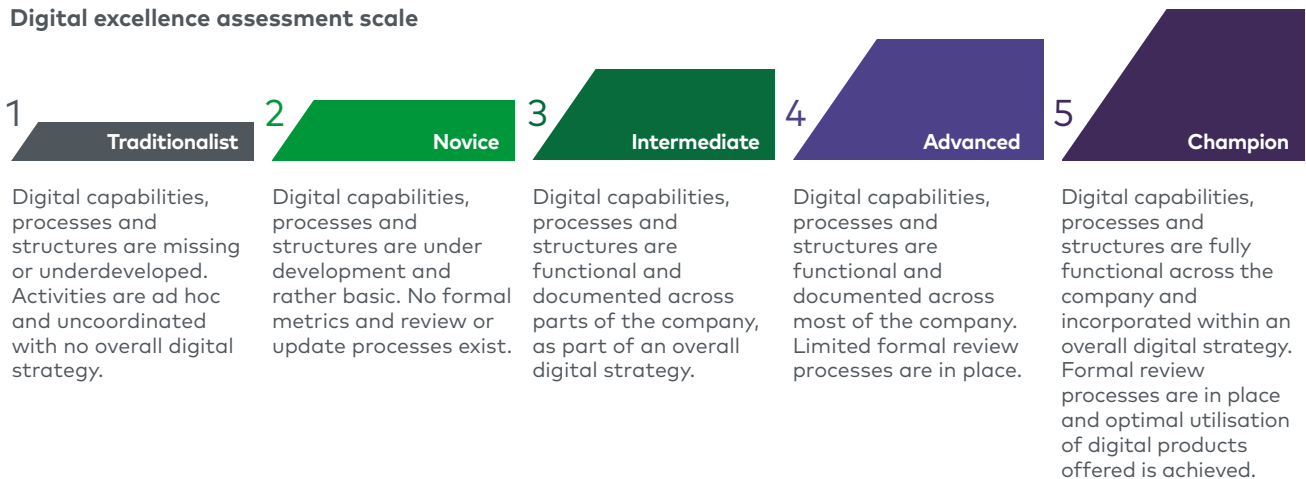 Digital excellence assessment scale
1
Traditionalist
Digital capabilities,
processes and
structures are missing
or underdeveloped.
Activities are ad hoc
and uncoordinated
with no overall digital
strategy.
2
Novice
Digital capabilities,
processes and
structures are under
development and
rather basic. No formal
metrics and review or
update processes exist.
3
Intermediate
Digital capabilities,
processes and
structures are
functional and
documented across
parts of the company,
as part of an overall
digital strategy.
4
Advanced
Digital capabilities,
processes and
structures are
functional and
documented across
most of the company.
Limited formal review
processes are in place.
5
Champion
Digital capabilities,
processes and
structures are fully
functional across the
company and
incorporated within an
overall digital strategy.
Formal review
processes are in place
and optimal utilisation
of digital products
offered is achieved.